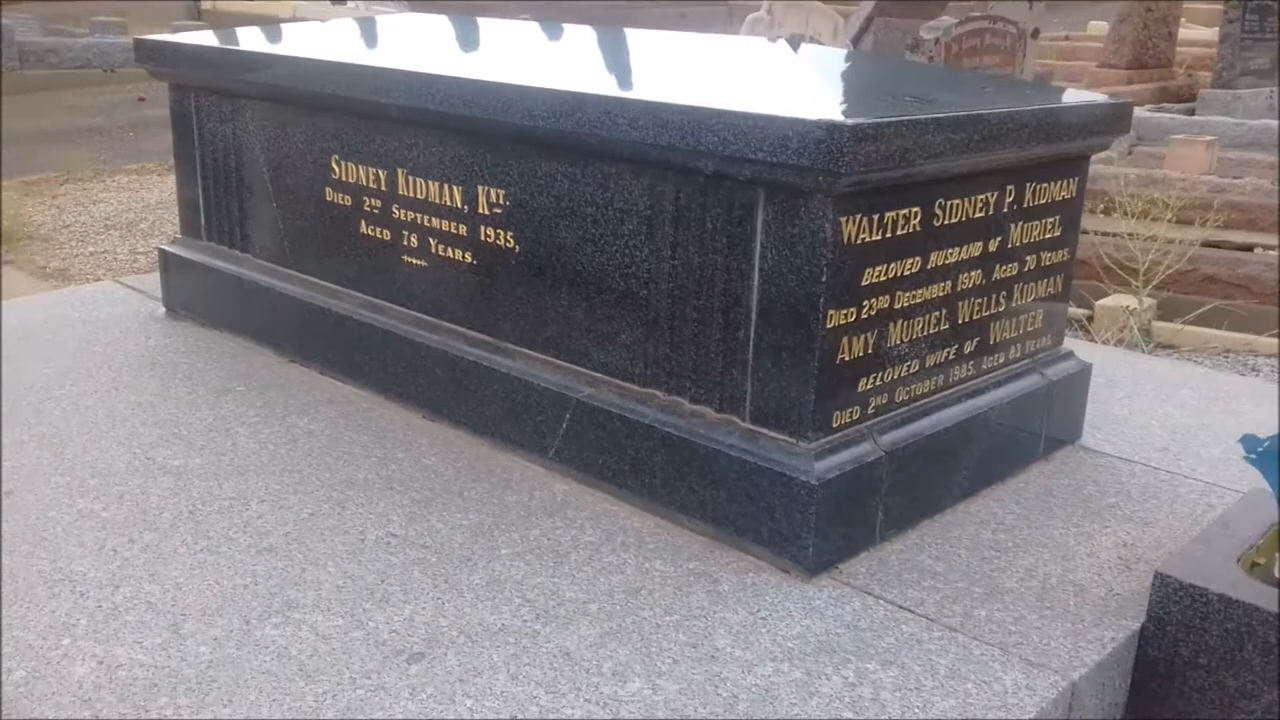 SIDNEY KIDMAN, KNT.
DIED 2ND SEPTEMBER 1935,
AGED 78 YEARS.
WALTER SIDNEY P. KIDMAN
BELOVED HUSBAND OF MURIEL
DIED 23RD DECEMBER 1970, AGED 70 YEARS.
AMY MURIEL WELLS KIDMAN
BELOVED WIFE OF WALTER
DIED 2ND OCTOBER 1985. AGED 83 YEARS.